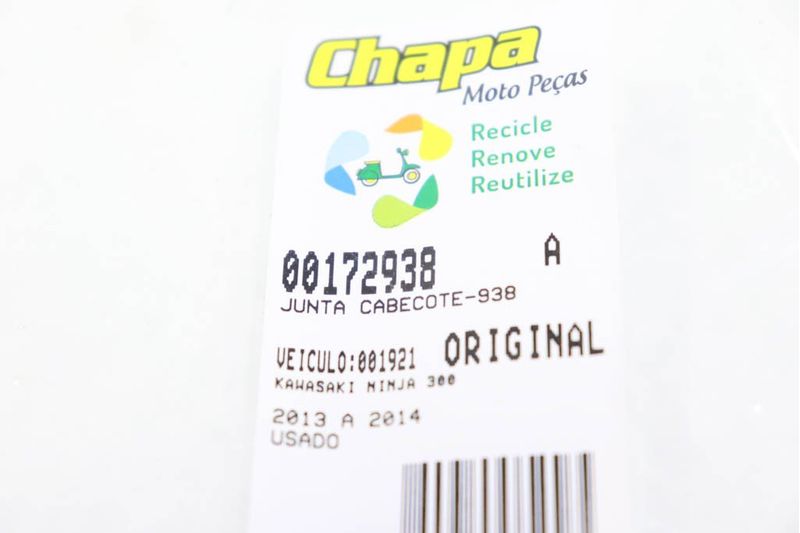 Chapa
Moto Peças
Recicle
Renove
Reutilize
00172938 A
JUNTA CABECOTE-938
VEICULO:001921 ORIGINAL
KAWASAKI NINJA 300
2013 A 2014
USADO